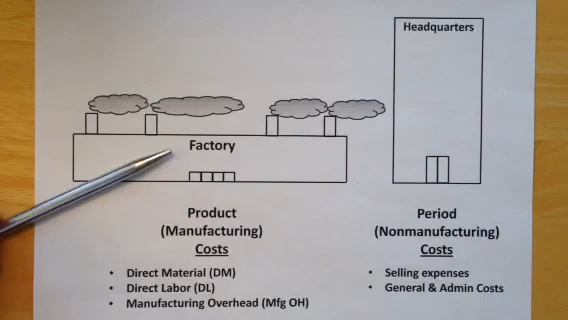 Headquarters
Factory
Product
(Manufacturing)
Costs
• Direct Material (DM)
• Direct Labor (DL)
• Manufacturing Overhead (Mfg OH)
Period
(Nonmanufacturing)
Costs
• Selling expenses
• General & Admin Costs